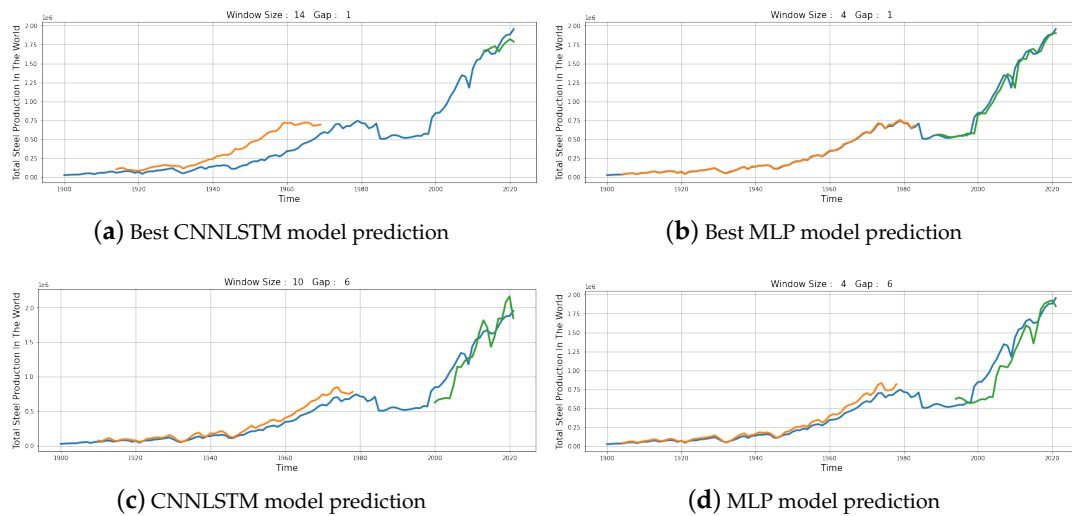 Window Size :  14  Gap :  1
1e6
2.00
1.75
1.50
1.25
1.00
0.75
0.50
0.25
0.00
Total Steel Production In The World
1900 1920 1940 1960 1980 2000 2020
Time
(a) Best CNNLSTM model prediction
Window Size :  4  Gap :  1
1e6
2.00
1.75
1.50
1.25
1.00
0.75
0.50
0.25
0.00
Total Steel Production In The World
1900 1920 1940 1960 1980 2000 2020
Time
(b) Best MLP model prediction
Window Size :  10  Gap :  6
1e6
2.0
1.5
1.0
0.5
0.0
Total Steel Production In The World
1900 1920 1940 1960 1980 2000 2020
Time
(c) CNNLSTM model prediction
Window Size :  4  Gap :  6
1e6
2.00
1.75
1.50
1.25
1.00
0.75
0.50
0.25
0.00
Total Steel Production In The World
1900 1920 1940 1960 1980 2000 2020
Time
(d) MLP model prediction